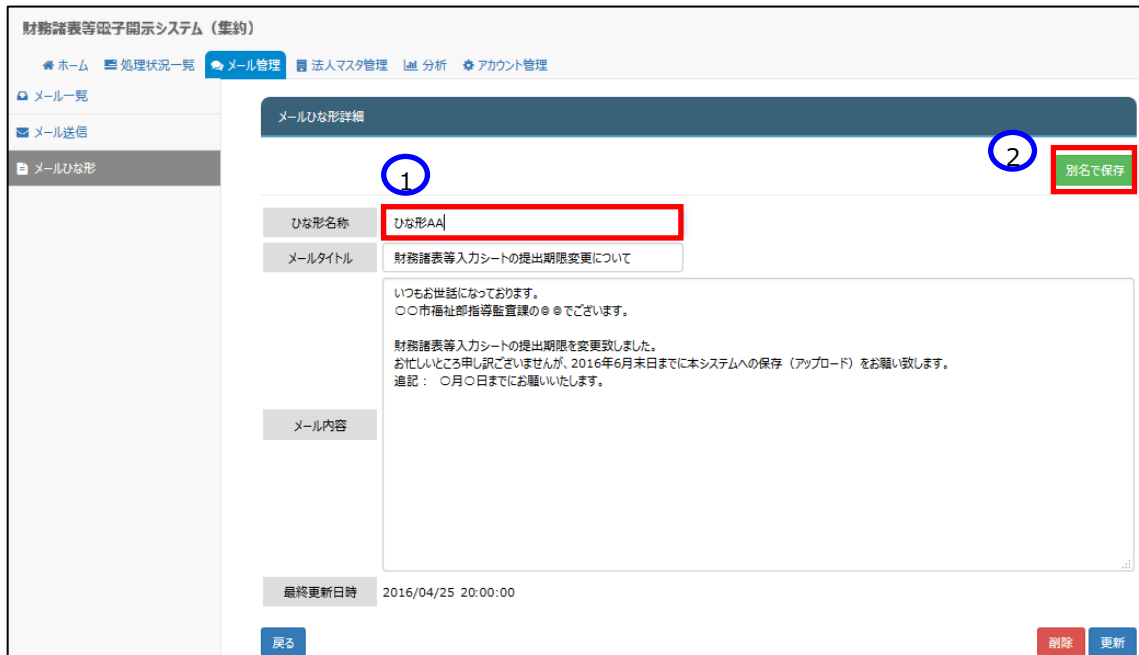 財務諸表等電子開示システム（集約）
ホーム 処理状況一覧 メール管理 法人マスタ管理 分析 アカウント管理
メール一覧
メール送信
メールひな形
メールひな形詳細
①
②
別名で保存
ひな形名称 ひな形AA
メールタイトル 財務諸表等入力シートの提出期限変更について
メール内容
いつもお世話になっております。
〇〇市福祉部指導監査課の◎◎でございます。
財務諸表等入力シートの提出期限を変更致しました。
お忙しいところ申し訳ございませんが、2016年6月末日までに本システムへの保存（アップロード）をお願い致します。
追記： 〇月〇日までにお願いいたします。
最終更新日時 2016/04/25 20:00:00
戻る 削除 更新